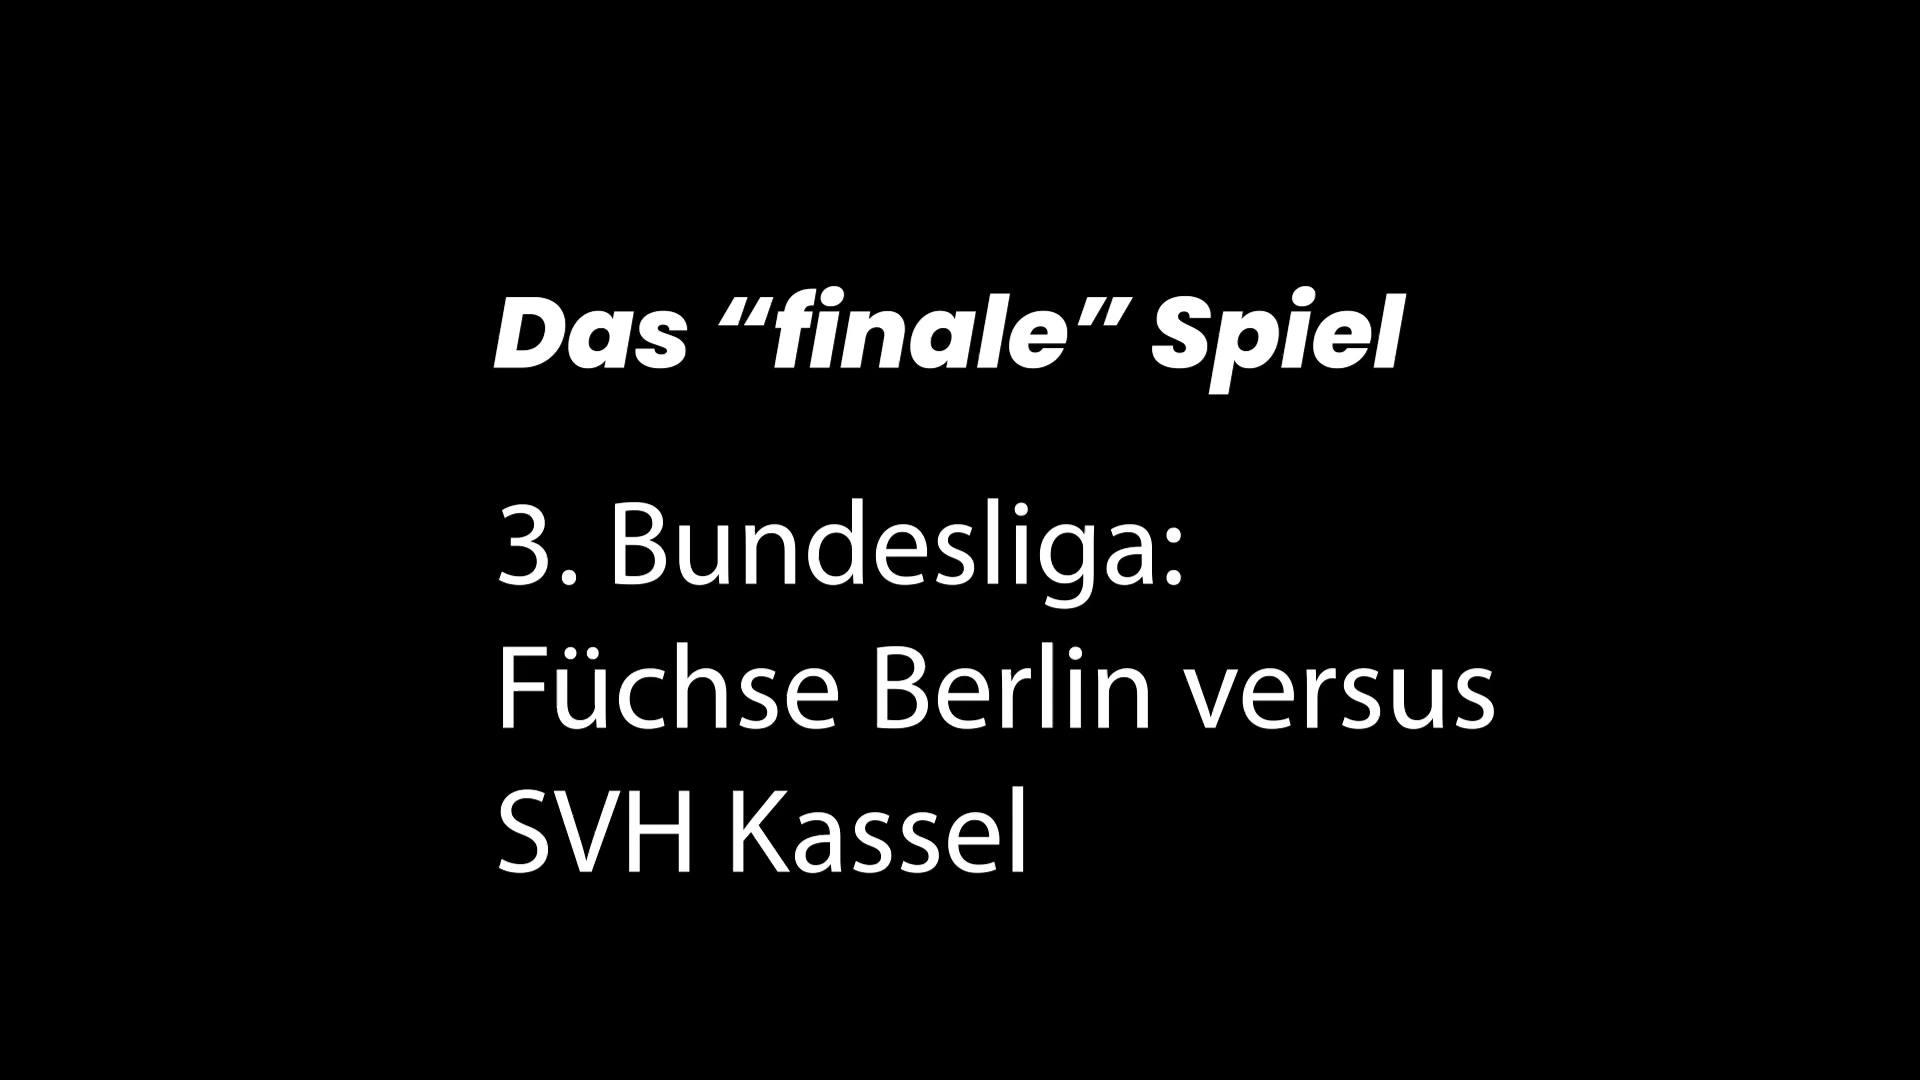 Das “finale” Spiel
3. Bundesliga:
Füchse Berlin versus
SVH Kassel